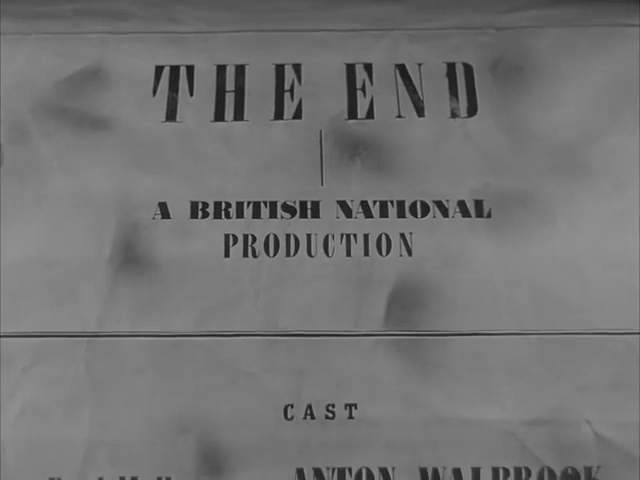 THE END
A BRITISH NATIONAL
PRODUCTION
CAST
ANTON WALBROOK